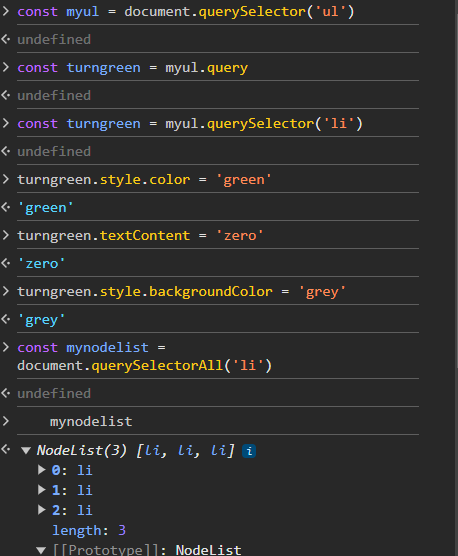 > const myul = document.querySelector('ul')
undefined
> const turngreen = myul.query
undefined
> const turngreen = myul.querySelector('li')
undefined
> turngreen.style.color = 'green'
'green'
> turngreen.textContent = 'zero'
'zero'
> turngreen.style.backgroundColor = 'grey'
'grey'
> const mynodelist =
document.querySelectorAll('li')
undefined
> mynodelist
NodeList(3) [li, li, li] i
0: li
1: li
2: li
length: 3
[[Prototype]]: NodeList